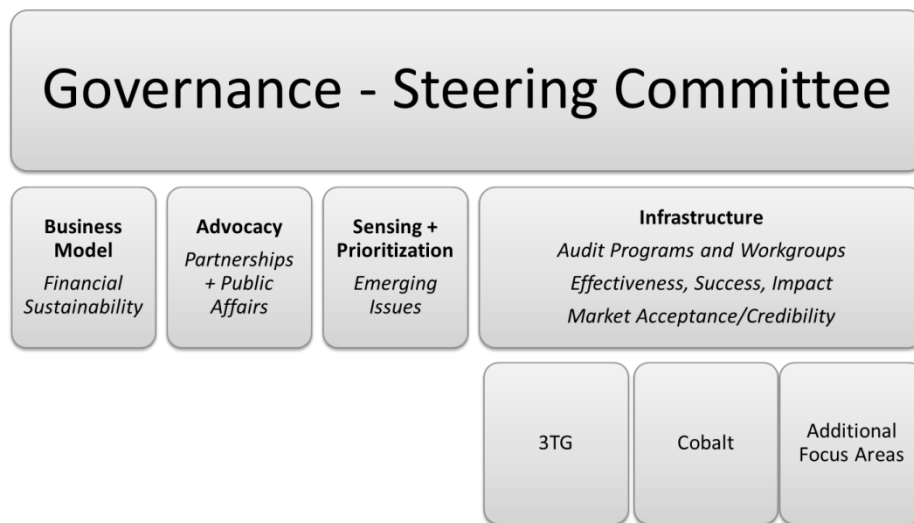 Governance - Steering Committee
Business
Model
Financial
Sustainability
Advocacy
Partnerships
+ Public
Affairs
Sensing +
Prioritization
Emerging
Issues
Infrastructure
Audit Programs and Workgroups
Effectiveness, Success, Impact
Market Acceptance/Credibility
3TG
Cobalt
Additional
Focus Areas